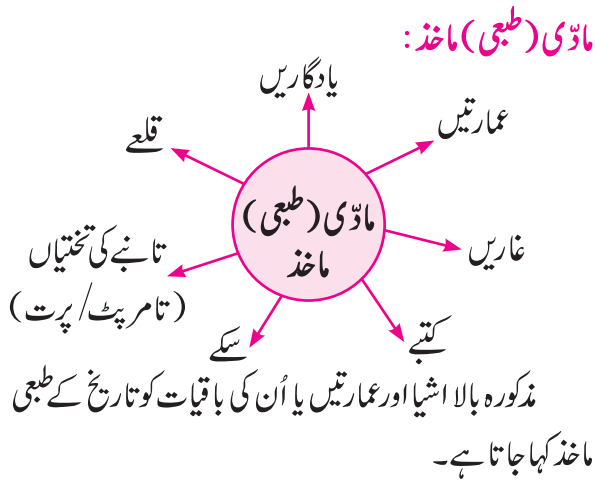 مادّی (طبعی) ماخذ:
یادگاریں
عمارتیں
قلعے
مادّی (طبعی)
ماخذ
غاریں
تانبے کی تختیاں
(تامرپٹ/پرت)
کتبے
سکے
مذکورہ بالا اشیا اور عمارتیں یا اُن کی باقیات کو تاریخ کے طبعی
ماخذ کہا جاتا ہے۔